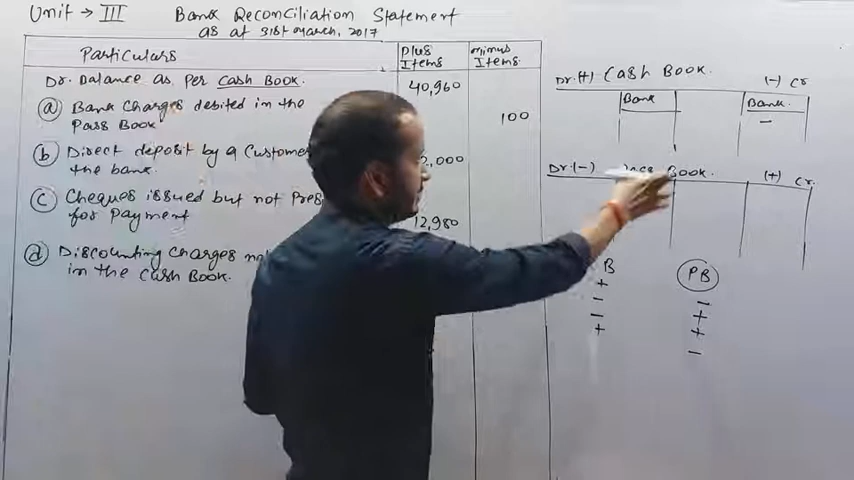 Unit → III Bank Reconciliation Statement
as at 31st march, 2017
Particulars Plus Items minus Items.
Dr. Balance as per Cash Book. 40,960
(a) Bank Charges debited in the
Pass Book 100
(b) Direct deposit by a Customer
the bank. ,000
(c) Cheques issued but not Pres
for Payment 12,980
(d) Discounting Charges
in the Cash Book.
Dr.(+) Cash Book. (-) Cr
Bank Bank.
-
Dr.(-) Book. (+) Cr.
B PB
+ -
- +
- +
+ -